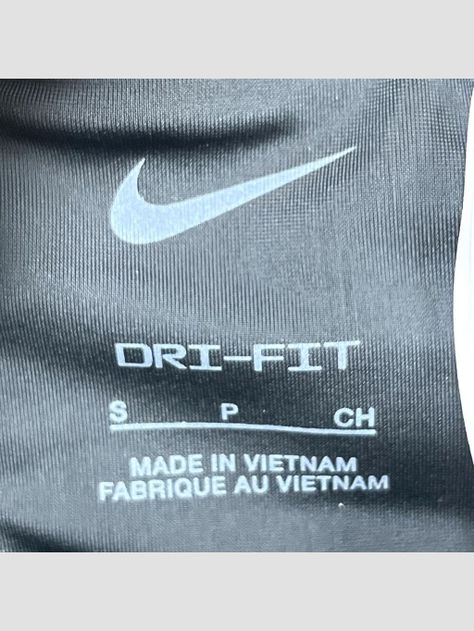 DRI-FIT
S P CH
MADE IN VIETNAM
FABRIQUE AU VIETNAM